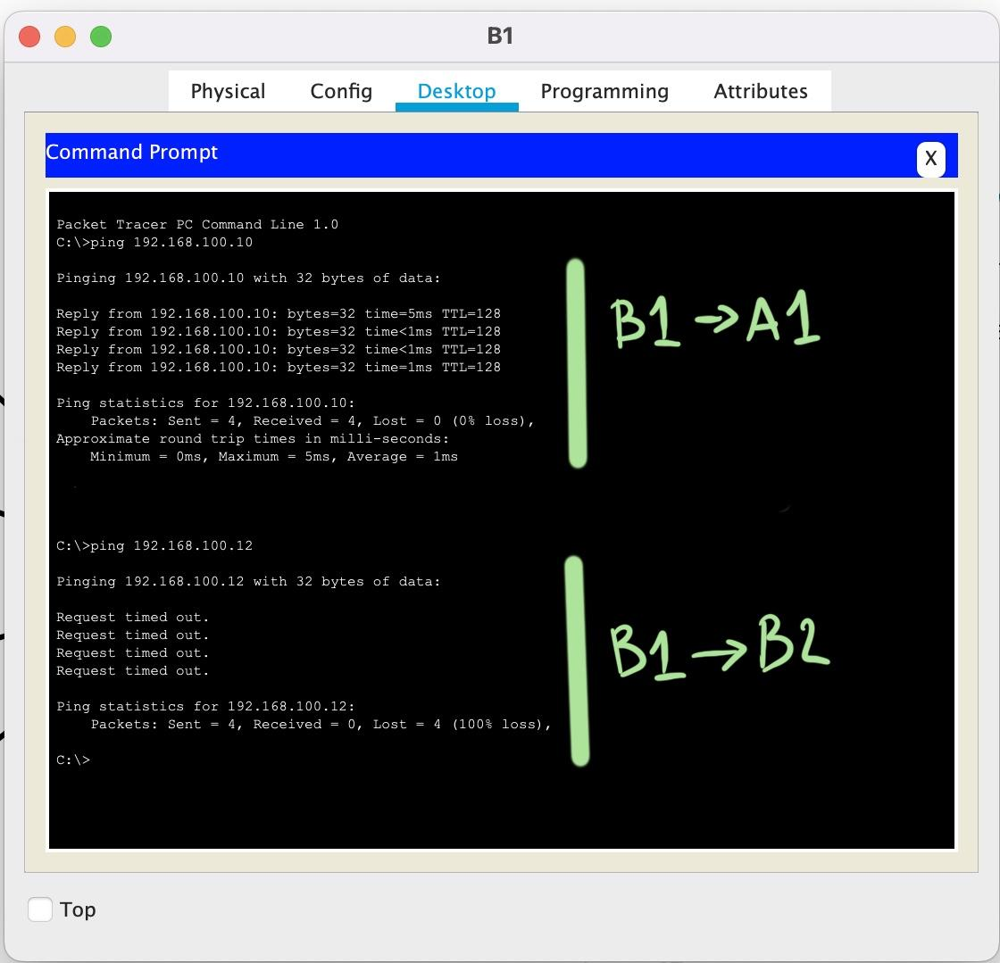 B1
Physical Config Desktop Programming Attributes
Command Prompt
X
Packet Tracer PC Command Line 1.0
C:\>ping 192.168.100.10
Pinging 192.168.100.10 with 32 bytes of data:
Reply from 192.168.100.10: bytes=32 time=5ms TTL=128
Reply from 192.168.100.10: bytes=32 time<1ms TTL=128
Reply from 192.168.100.10: bytes=32 time<1ms TTL=128
Reply from 192.168.100.10: bytes=32 time=1ms TTL=128
Ping statistics for 192.168.100.10:
Packets: Sent = 4, Received = 4, Lost = 0 (0% loss),
Approximate round trip times in milli-seconds:
Minimum = 0ms, Maximum = 5ms, Average = 1ms
B1 → A1
C:\>ping 192.168.100.12
Pinging 192.168.100.12 with 32 bytes of data:
Request timed out.
Request timed out.
Request timed out.
Request timed out.
Ping statistics for 192.168.100.12:
Packets: Sent = 4, Received = 0, Lost = 4 (100% loss),
C:\>
B1 → B2
Top